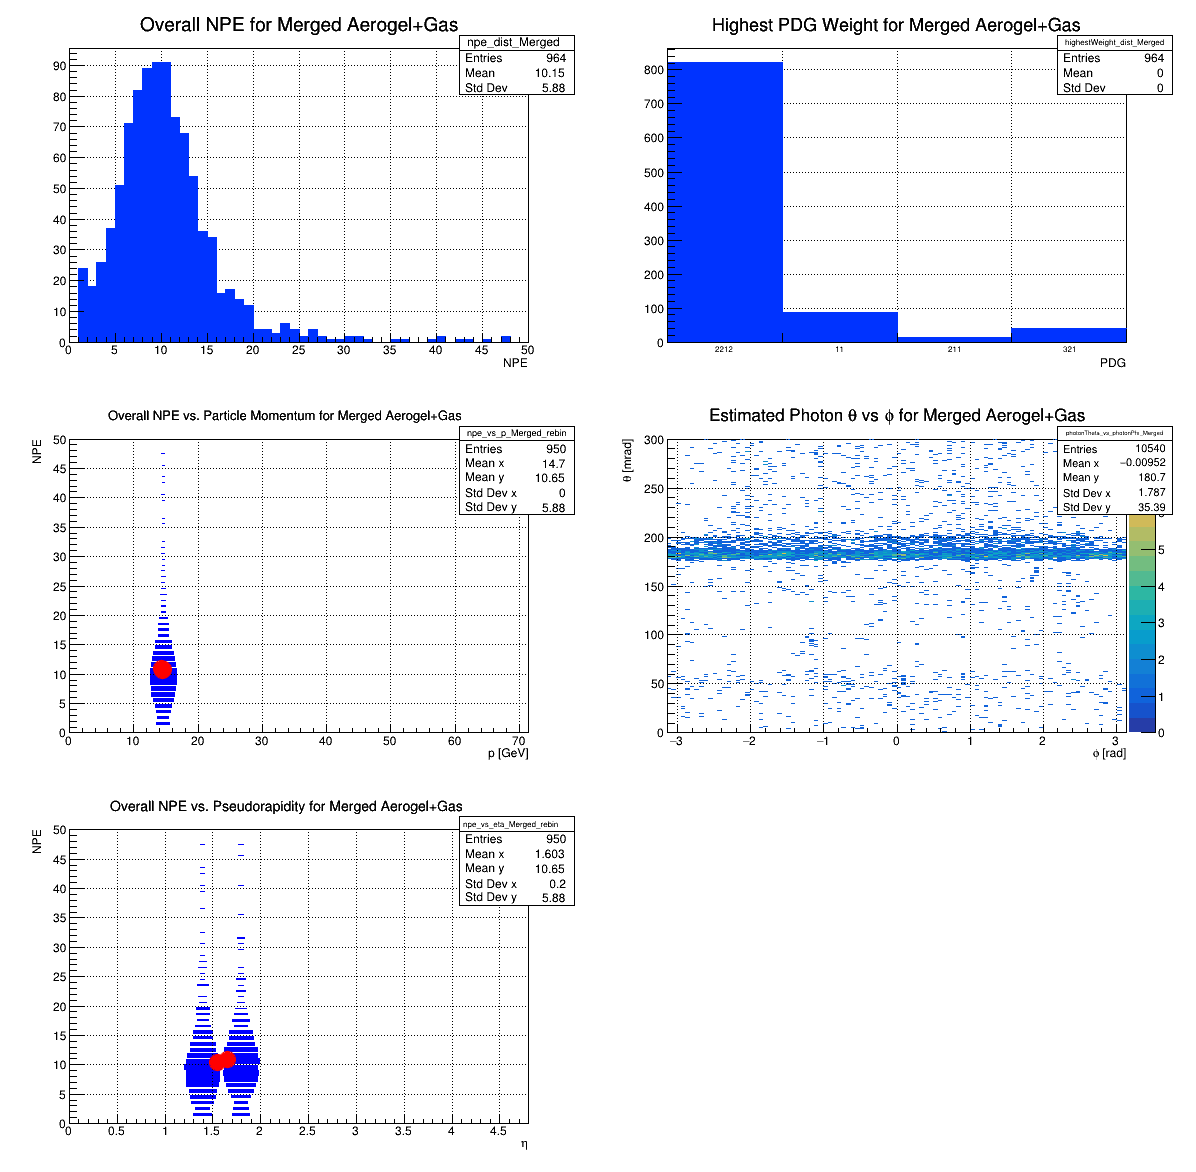 Overall NPE for Merged Aerogel+Gas
npe_dist_Merged
Entries 964
Mean 10.15
Std Dev 5.88
90
80
70
60
50
40
30
20
10
0
0 5 10 15 20 25 30 35 40 45 50
NPE
Highest PDG Weight for Merged Aerogel+Gas
highestWeight_dist_Merged
Entries 964
Mean 0
Std Dev 0
800
700
600
500
400
300
200
100
0
2212 11 211 321
PDG
Overall NPE vs. Particle Momentum for Merged Aerogel+Gas
NPE
npe_vs_p_Merged_rebin
Entries 950
Mean x 14.7
Mean y 10.65
Std Dev x 0
Std Dev y 5.88
50
45
40
35
30
25
20
15
10
5
0
0 10 20 30 40 50 60 70
p [GeV]
Estimated Photon θ vs ϕ for Merged Aerogel+Gas
θ [mrad]
photonTheta_vs_photonPhi_Merged
Entries 10540
Mean x −0.00952
Mean y 180.7
Std Dev x 1.787
Std Dev y 35.39
300
250
200
150
100
50
0
−3 −2 −1 0 1 2 3
ϕ [rad]
5
4
3
2
1
0
Overall NPE vs. Pseudorapidity for Merged Aerogel+Gas
NPE
npe_vs_eta_Merged_rebin
Entries 950
Mean x 1.603
Mean y 10.65
Std Dev x 0.2
Std Dev y 5.88
50
45
40
35
30
25
20
15
10
5
0
0 0.5 1 1.5 2 2.5 3 3.5 4 4.5
η